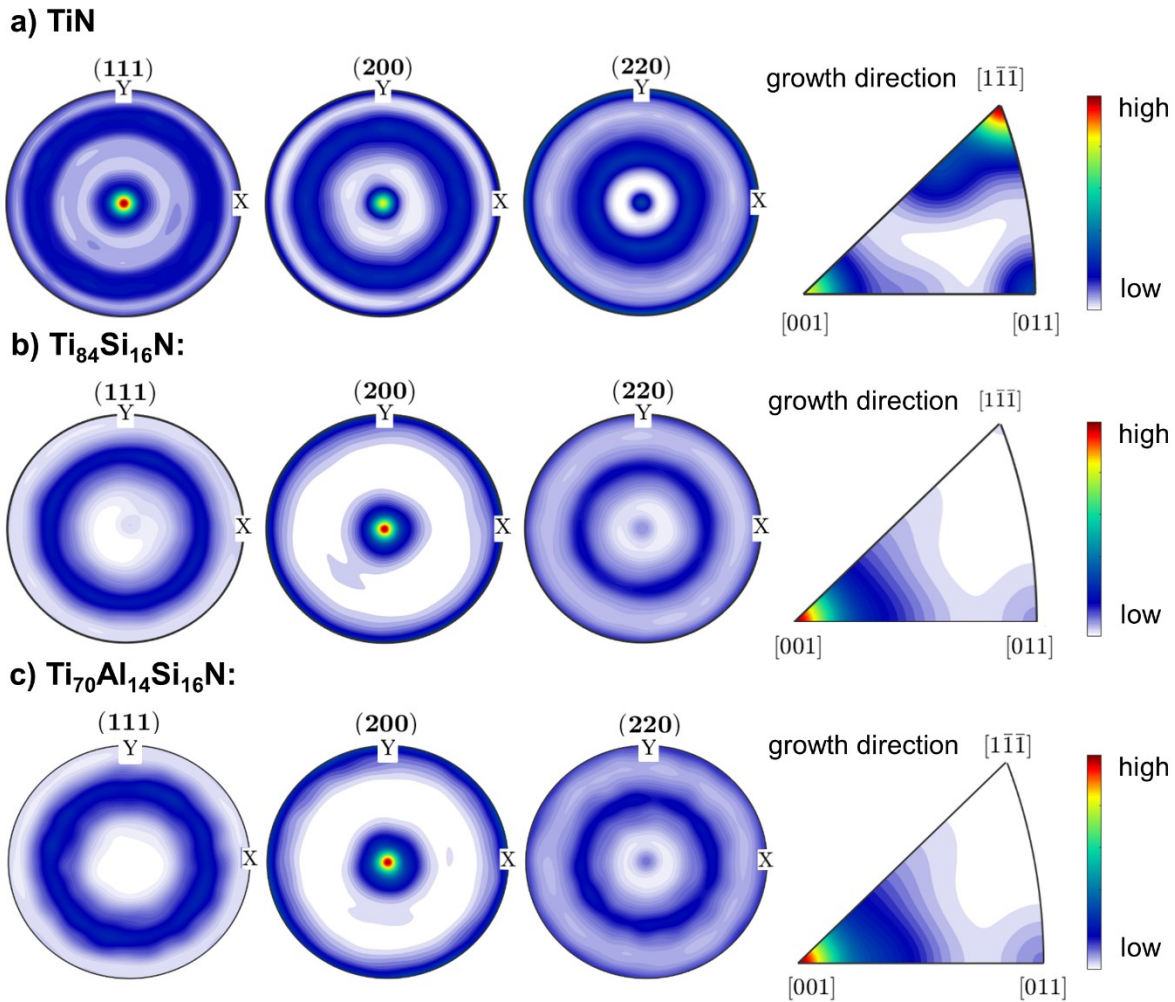 a) TiN
(111) (200) (220) growth direction [11̅1̅] high
Y Y Y
X X X
low
[001] [011]
b) Ti₈₄Si₁₆N:
(111) (200) (220) growth direction [11̅1̅] high
Y Y Y
X X X
low
[001] [011]
c) Ti₇₀Al₁₄Si₁₆N:
(111) (200) (220) growth direction [11̅1̅] high
Y Y Y
X X X
low
[001] [011]